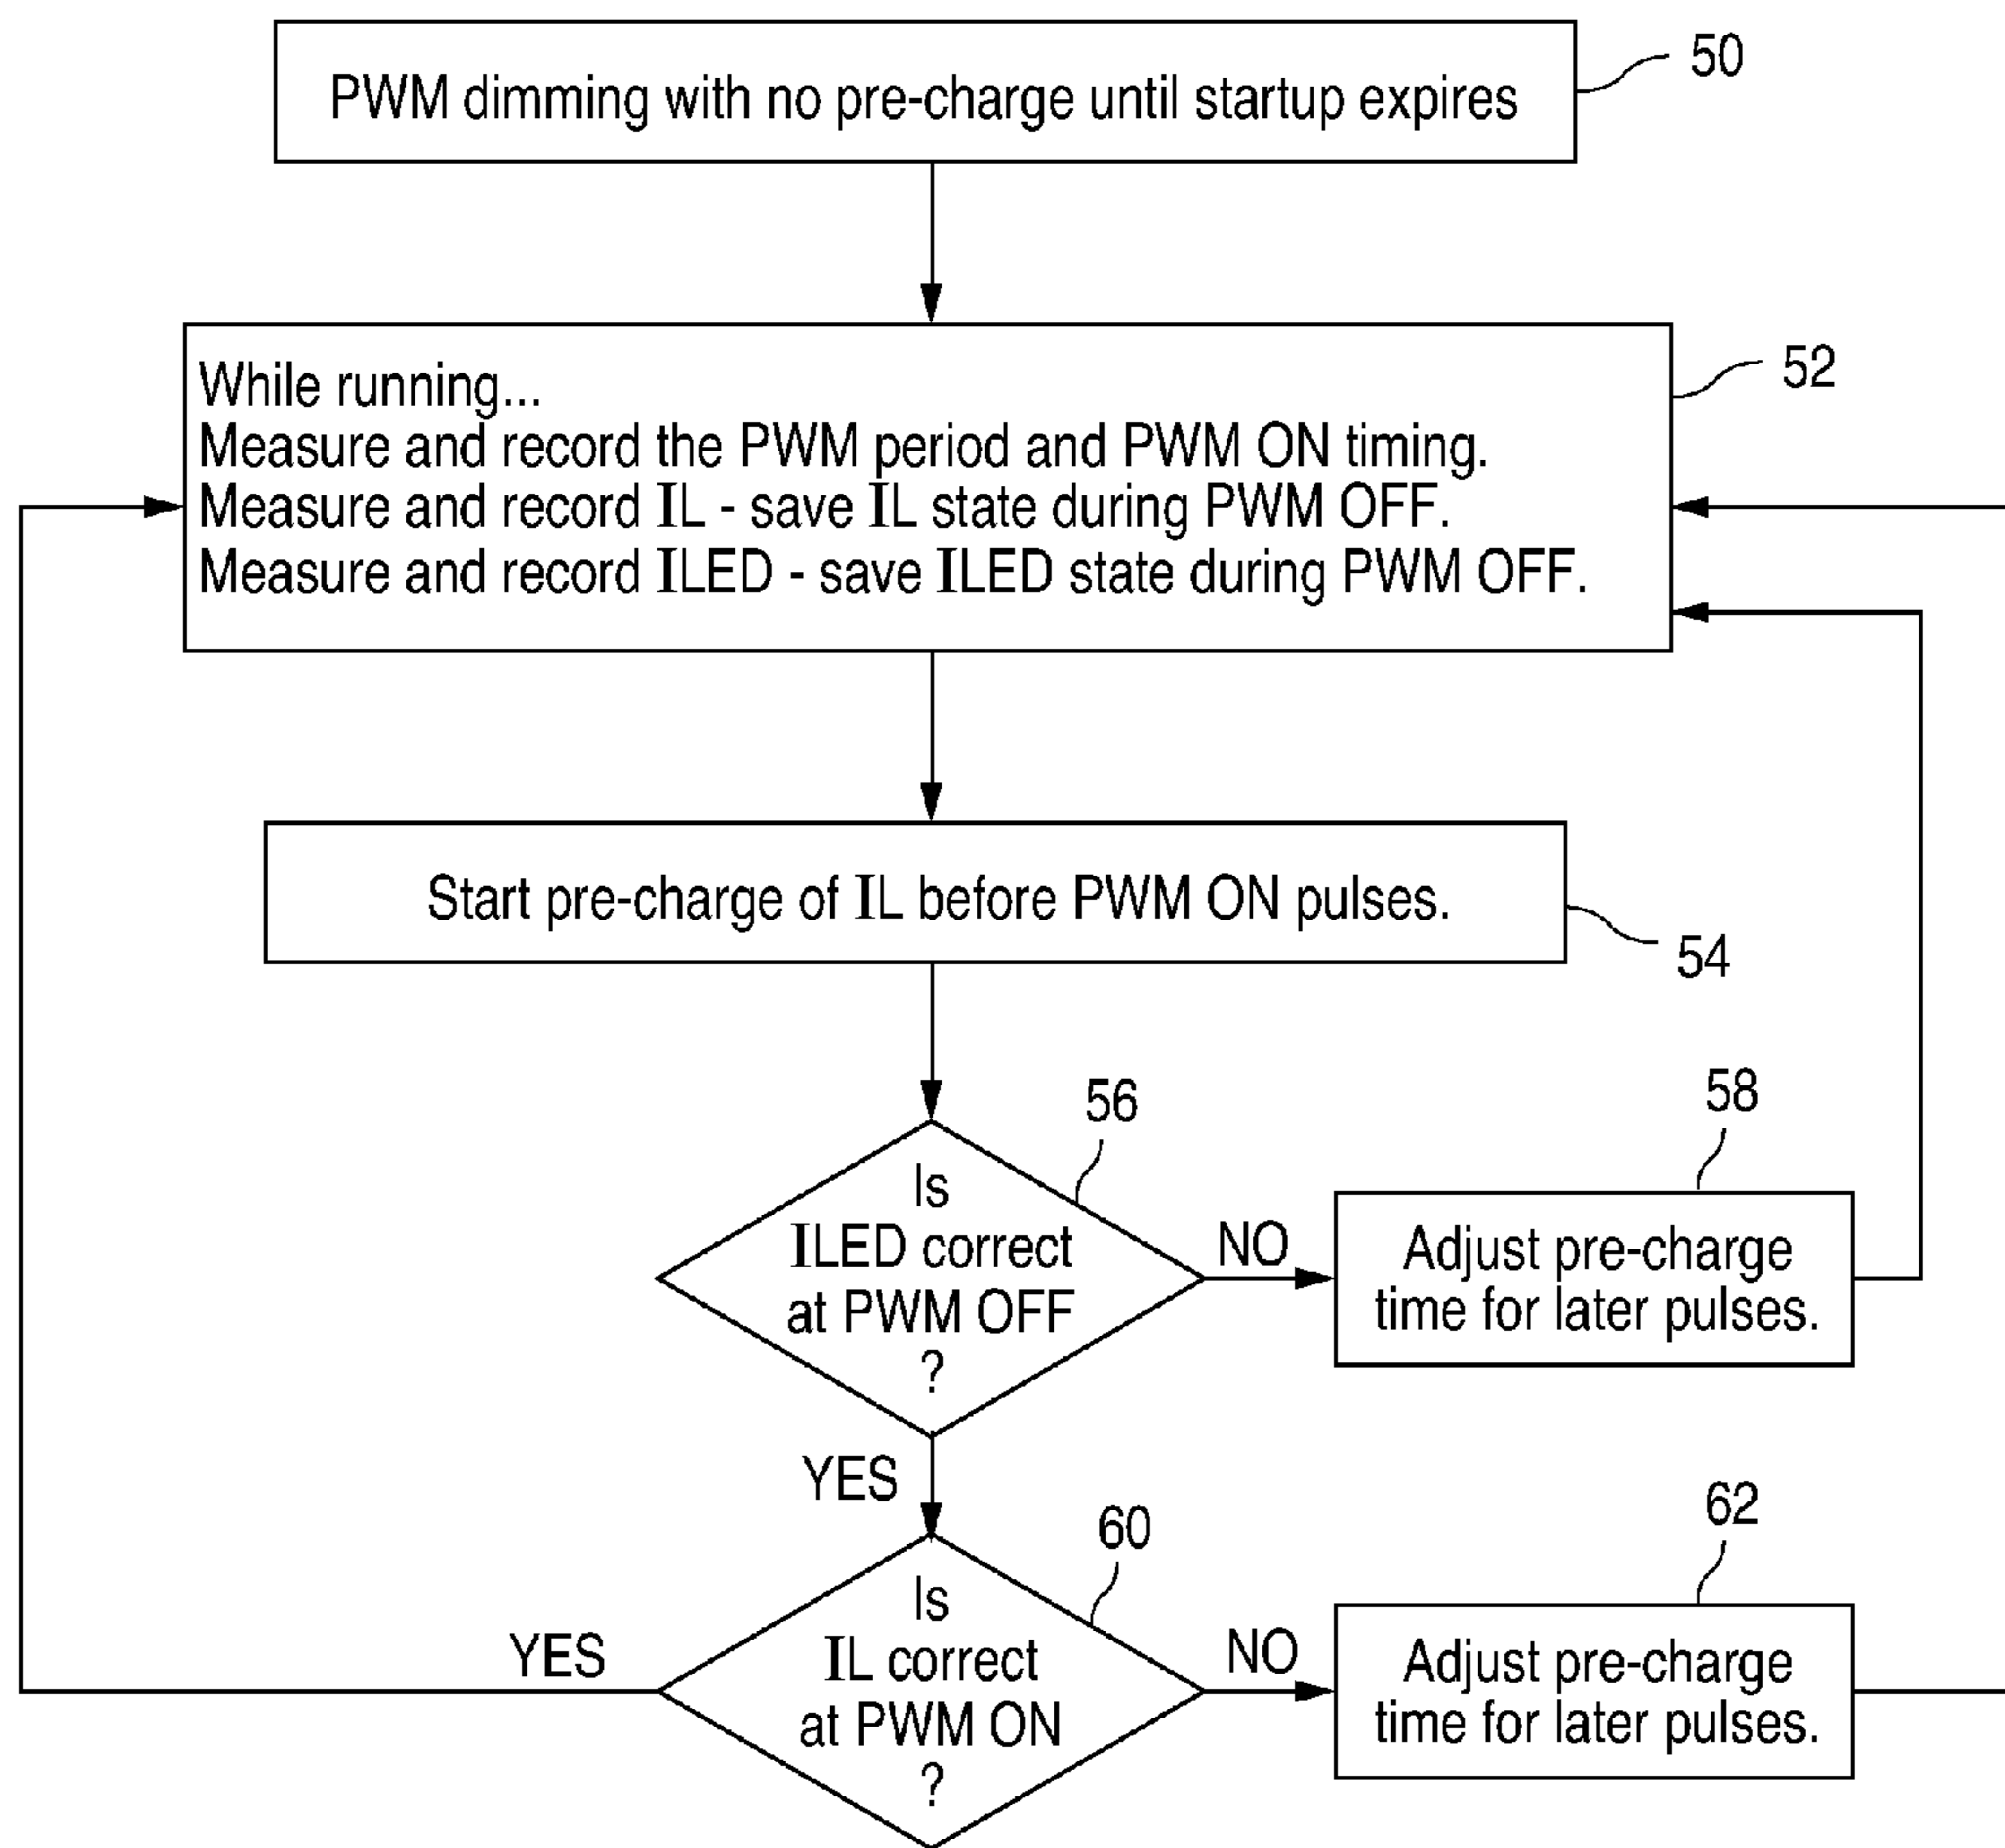 PWM dimming with no pre-charge until startup expires
50
While running...
Measure and record the PWM period and PWM ON timing.
Measure and record IL - save IL state during PWM OFF.
Measure and record ILED - save ILED state during PWM OFF.
52
Start pre-charge of IL before PWM ON pulses.
54
56
Is
ILED correct
at PWM OFF
?
NO
58
Adjust pre-charge
time for later pulses.
YES
60
Is
IL correct
at PWM ON
?
YES
NO
62
Adjust pre-charge
time for later pulses.